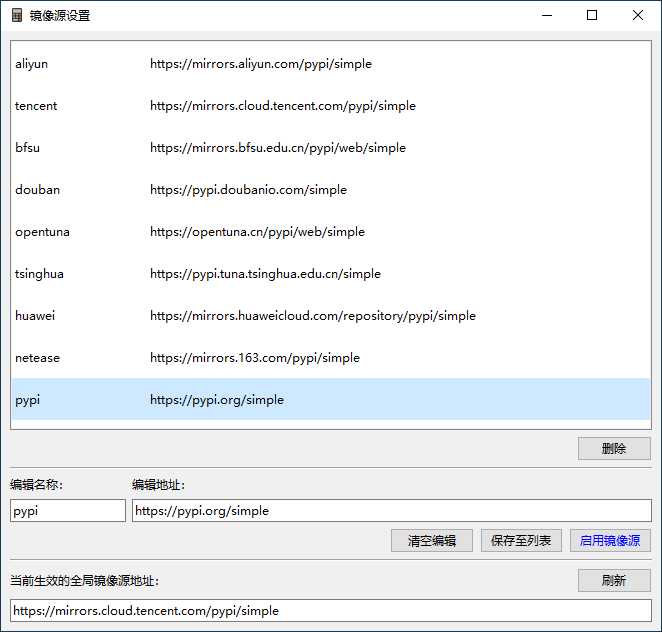 镜像源设置
aliyun https://mirrors.aliyun.com/pypi/simple
tencent https://mirrors.cloud.tencent.com/pypi/simple
bfsu https://mirrors.bfsu.edu.cn/pypi/web/simple
douban https://pypi.doubanio.com/simple
opentuna https://opentuna.cn/pypi/web/simple
tsinghua https://pypi.tuna.tsinghua.edu.cn/simple
huawei https://mirrors.huaweicloud.com/repository/pypi/simple
netease https://mirrors.163.com/pypi/simple
pypi https://pypi.org/simple
删除
编辑名称: 编辑地址:
pypi https://pypi.org/simple
清空编辑 保存至列表 启用镜像源
当前生效的全局镜像源地址: 刷新
https://mirrors.cloud.tencent.com/pypi/simple